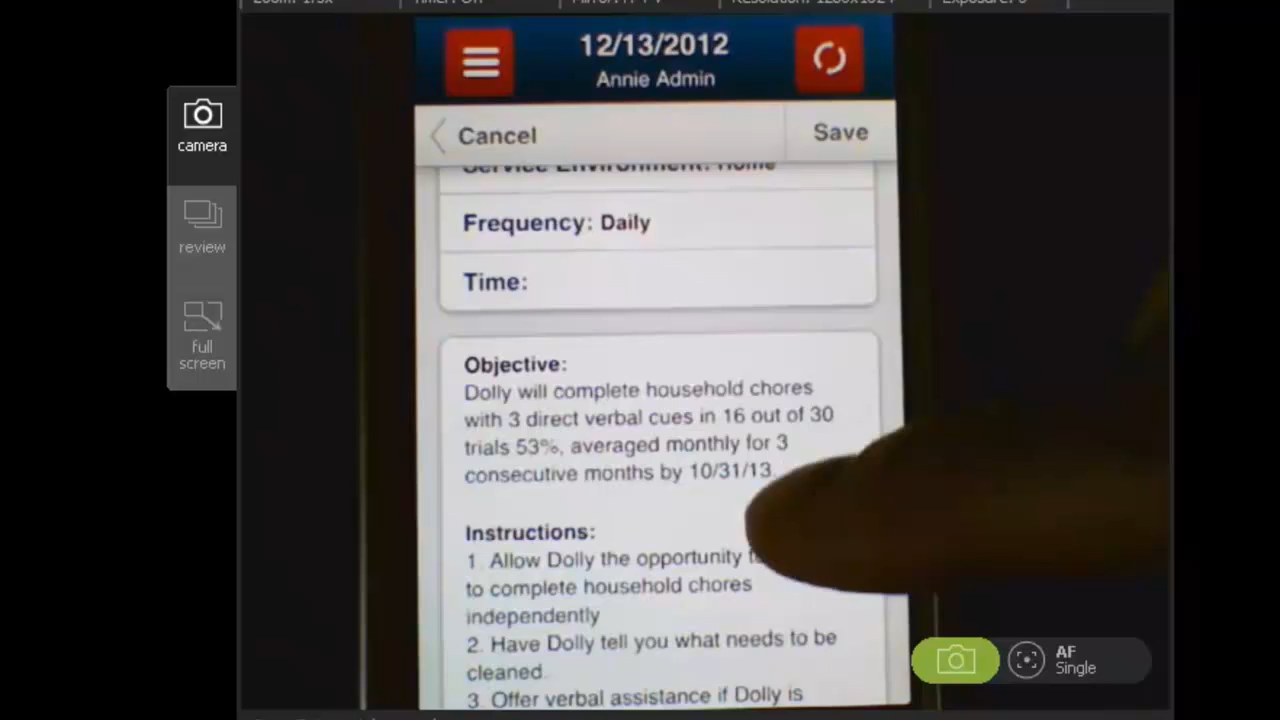 12/13/2012
Annie Admin
Cancel
Save
camera
Service Environment: Home
Frequency: Daily
review
Time:
full
screen
Objective:
Dolly will complete household chores
with 3 direct verbal cues in 16 out of 30
trials 53%, averaged monthly for 3
consecutive months by 10/31/13.
Instructions:
1. Allow Dolly the opportunity
to complete household chores
independently
2. Have Dolly tell you what needs to be
cleaned.
3. Offer verbal assistance if Dolly is
AF
Single